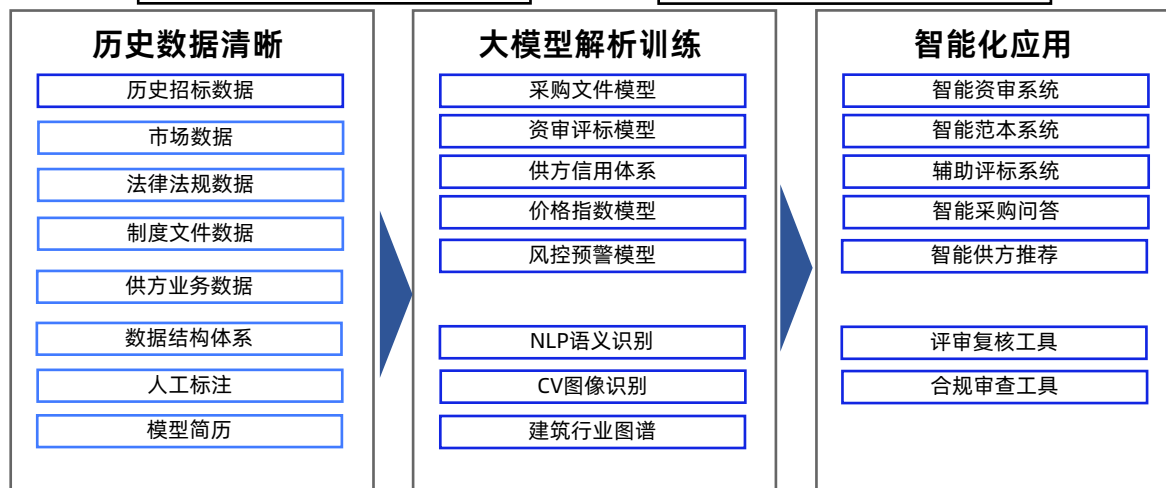 历史数据清晰
历史招标数据
市场数据
法律法规数据
制度文件数据
供方业务数据
数据结构体系
人工标注
模型简历
大模型解析训练
采购文件模型
资审评标模型
供方信用体系
价格指数模型
风控预警模型
NLP语义识别
CV图像识别
建筑行业图谱
智能化应用
智能资审系统
智能范本系统
辅助评标系统
智能采购问答
智能供方推荐
评审复核工具
合规审查工具